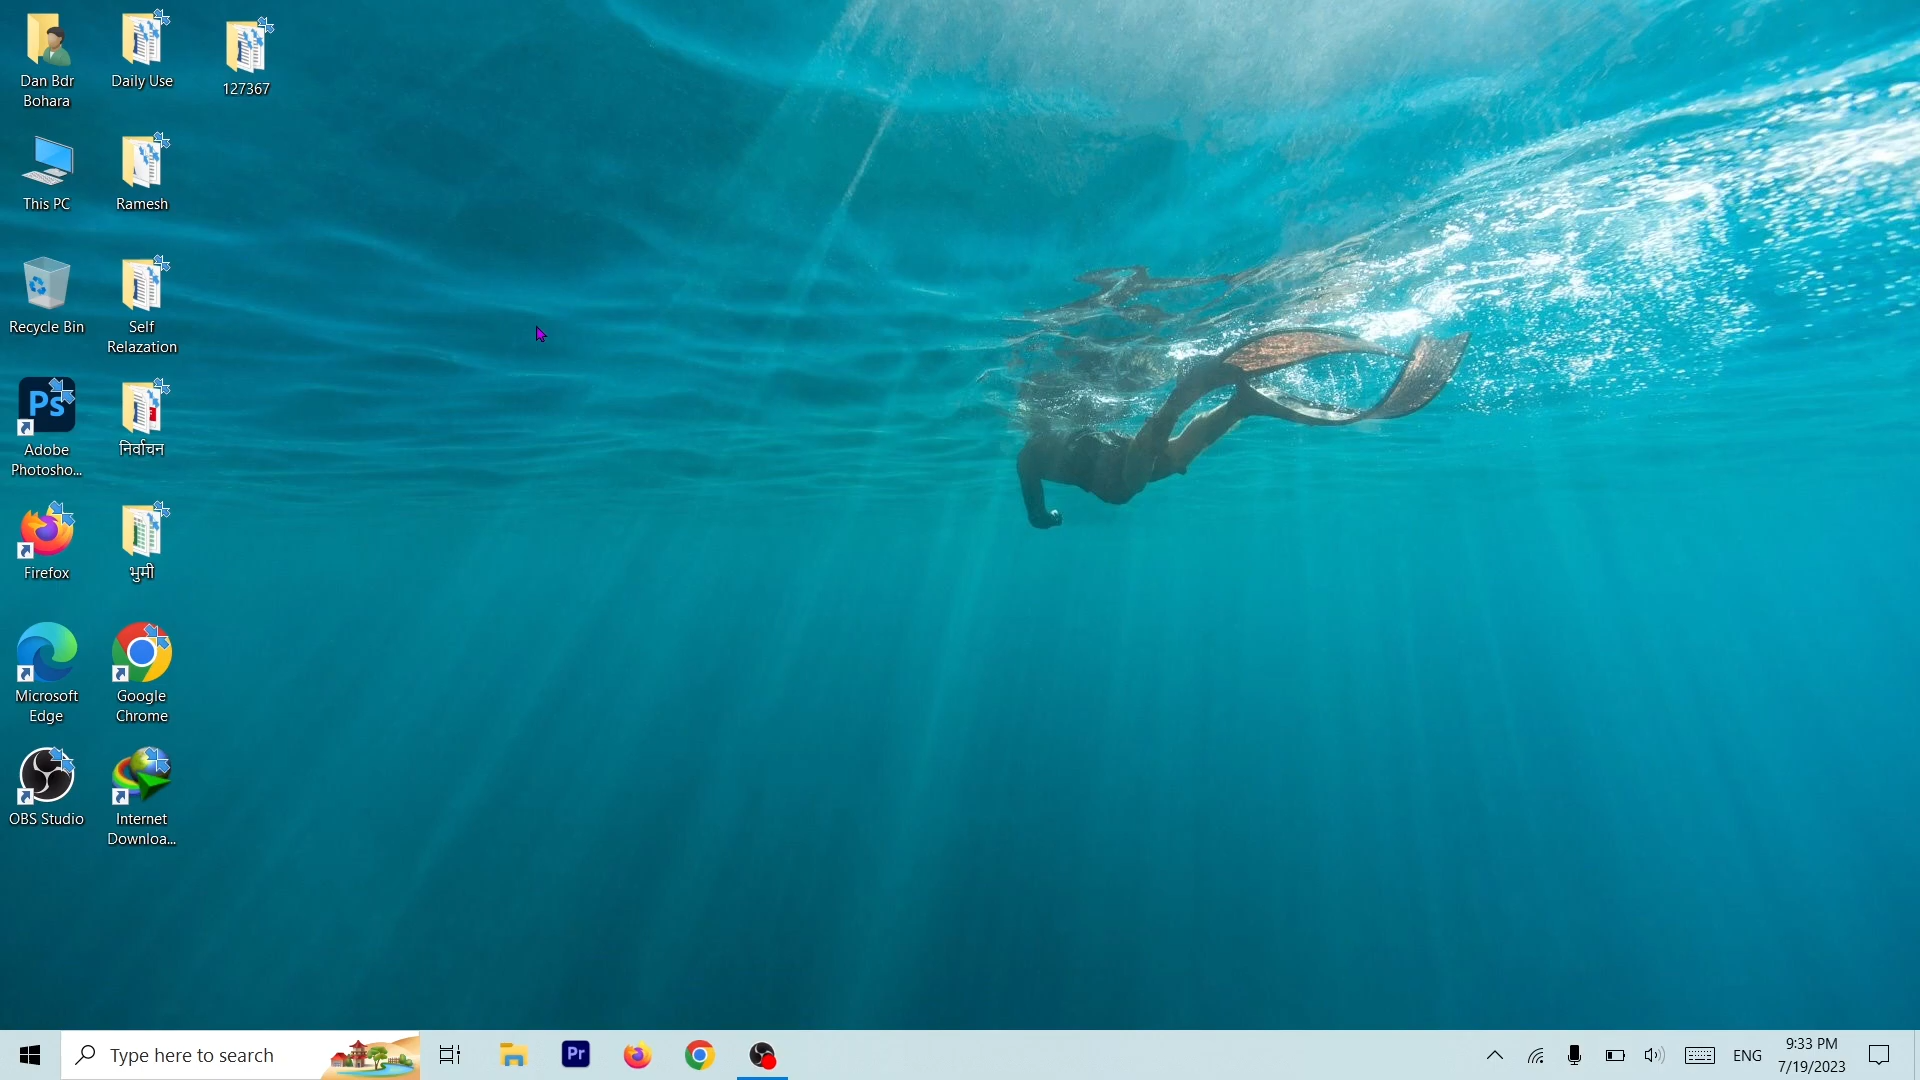 Dan Bdr
Bohara
Daily Use
127367
This PC
Ramesh
Recycle Bin
Self
Relazation
Ps
Adobe
Photosho...
निर्वाचन
Firefox
भुमी
Microsoft
Edge
Google
Chrome
OBS Studio
Internet
Downloa...
Type here to search
Pr
ENG
9:33 PM
7/19/2023